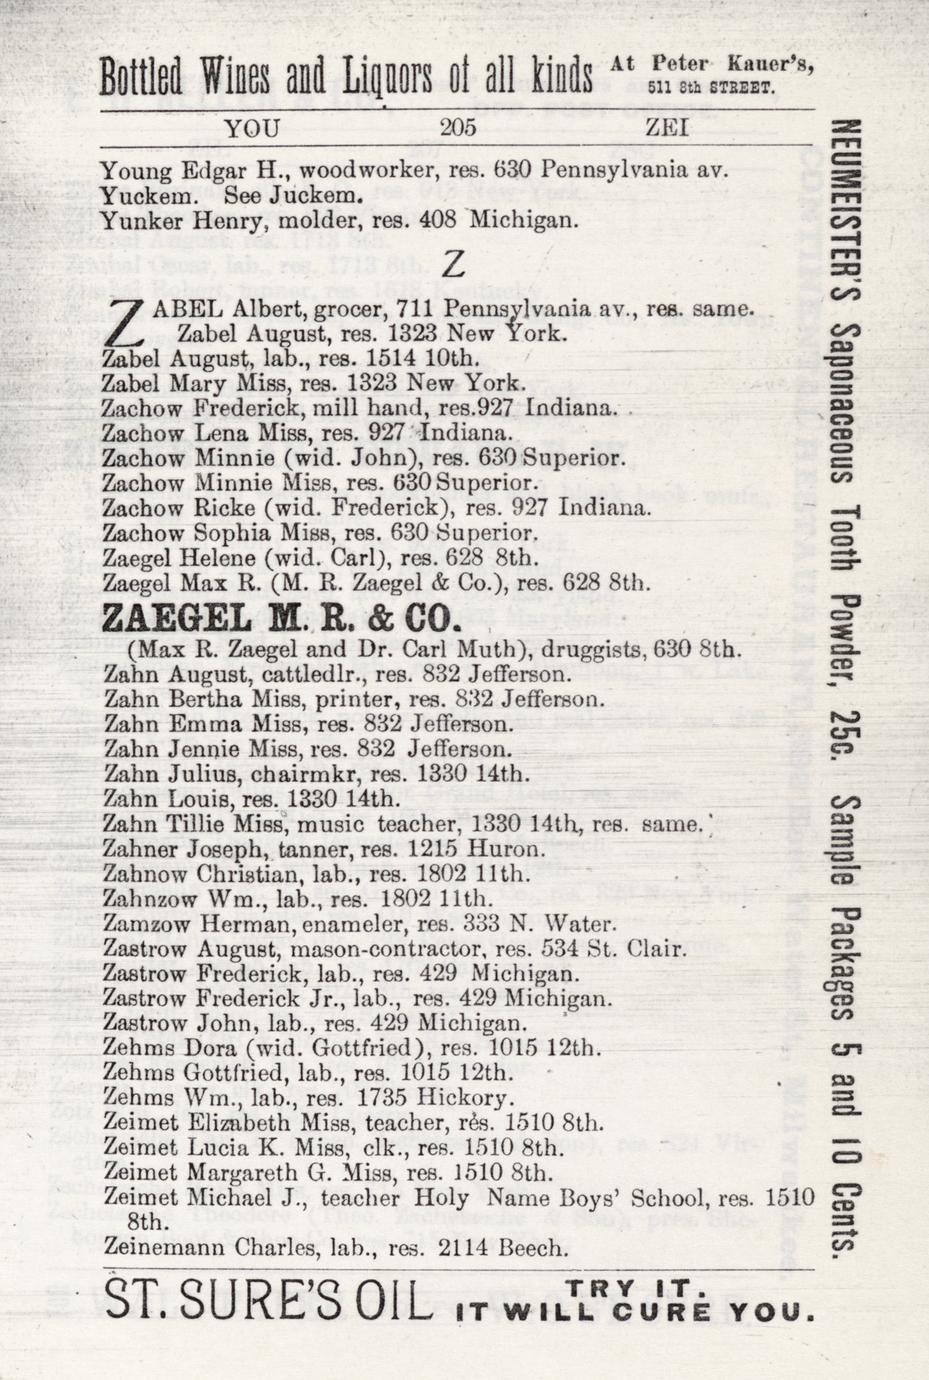 Bottled Wines and Liquors of all kinds At Peter Kauer's,
511 8th STREET.
YOU 205 ZEI
Young Edgar H., woodworker, res. 630 Pennsylvania av.
Yuckem. See Juckem.
Yunker Henry, molder, res. 408 Michigan.
Z
ZABEL Albert, grocer, 711 Pennsylvania av., res. same.
Zabel August, res. 1323 New York.
Zabel August, lab., res. 1514 10th.
Zabel Mary Miss, res. 1323 New York.
Zachow Frederick, mill hand, res.927 Indiana.
Zachow Lena Miss, res. 927 Indiana.
Zachow Minnie (wid. John), res. 630 Superior.
Zachow Minnie Miss, res. 630 Superior.
Zachow Ricke (wid. Frederick), res. 927 Indiana.
Zachow Sophia Miss, res. 630 Superior.
Zaegel Helene (wid. Carl), res. 628 8th.
Zaegel Max R. (M. R. Zaegel & Co.), res. 628 8th.
ZAEGEL M. R. & CO.
(Max R. Zaegel and Dr. Carl Muth), druggists, 630 8th.
Zahn August, cattledlr., res. 832 Jefferson.
Zahn Bertha Miss, printer, res. 832 Jefferson.
Zahn Emma Miss, res. 832 Jefferson.
Zahn Jennie Miss, res. 832 Jefferson.
Zahn Julius, chairmkr, res. 1330 14th.
Zahn Louis, res. 1330 14th.
Zahn Tillie Miss, music teacher, 1330 14th, res. same.
Zahner Joseph, tanner, res. 1215 Huron.
Zahnow Christian, lab., res. 1802 11th.
Zahnzow Wm., lab., res. 1802 11th.
Zamzow Herman, enameler, res. 333 N. Water.
Zastrow August, mason-contractor, res. 534 St. Clair.
Zastrow Frederick, lab., res. 429 Michigan.
Zastrow Frederick Jr., lab., res. 429 Michigan.
Zastrow John, lab., res. 429 Michigan.
Zehms Dora (wid. Gottfried), res. 1015 12th.
Zehms Gottfried, lab., res. 1015 12th.
Zehms Wm., lab., res. 1735 Hickory.
Zeimet Elizabeth Miss, teacher, res. 1510 8th.
Zeimet Lucia K. Miss, clk., res. 1510 8th.
Zeimet Margareth G. Miss, res. 1510 8th.
Zeimet Michael J., teacher Holy Name Boys' School, res. 1510
8th.
Zeinemann Charles, lab., res. 2114 Beech.
ST. SURE'S OIL TRY IT.
IT WILL CURE YOU.
NEUMEISTER'S Saponaceous Tooth Powder, 25c. Sample Packages 5 and 10 Cents.